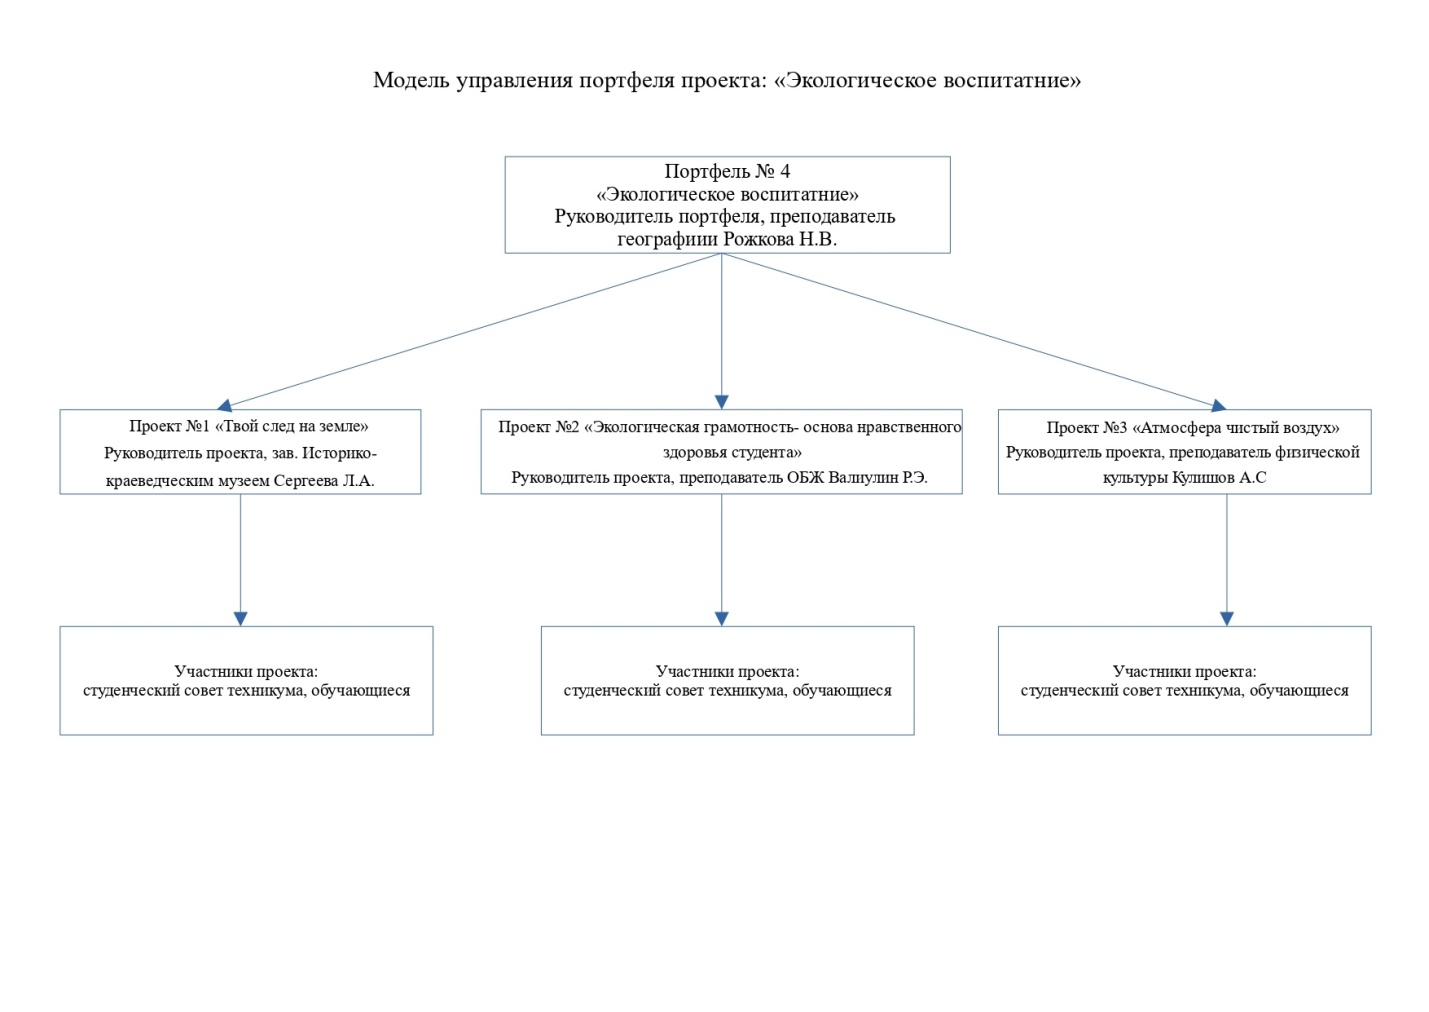 Модель управления портфеля проекта: «Экологическое воспитатние»
Портфель № 4
«Экологическое воспитатние»
Руководитель портфеля, преподаватель
географиии Рожкова Н.В.
Проект №1 «Твой след на земле»
Руководитель проекта, зав. Историко-
краеведческим музеем Сергеева Л.А.
Проект №2 «Экологическая грамотность- основа нравственного
здоровья студента»
Руководитель проекта, преподаватель ОБЖ Валиулин Р.Э.
Проект №3 «Атмосфера чистый воздух»
Руководитель проекта, преподаватель физической
культуры Кулишов А.С
Участники проекта:
студенческий совет техникума, обучающиеся
Участники проекта:
студенческий совет техникума, обучающиеся
Участники проекта:
студенческий совет техникума, обучающиеся